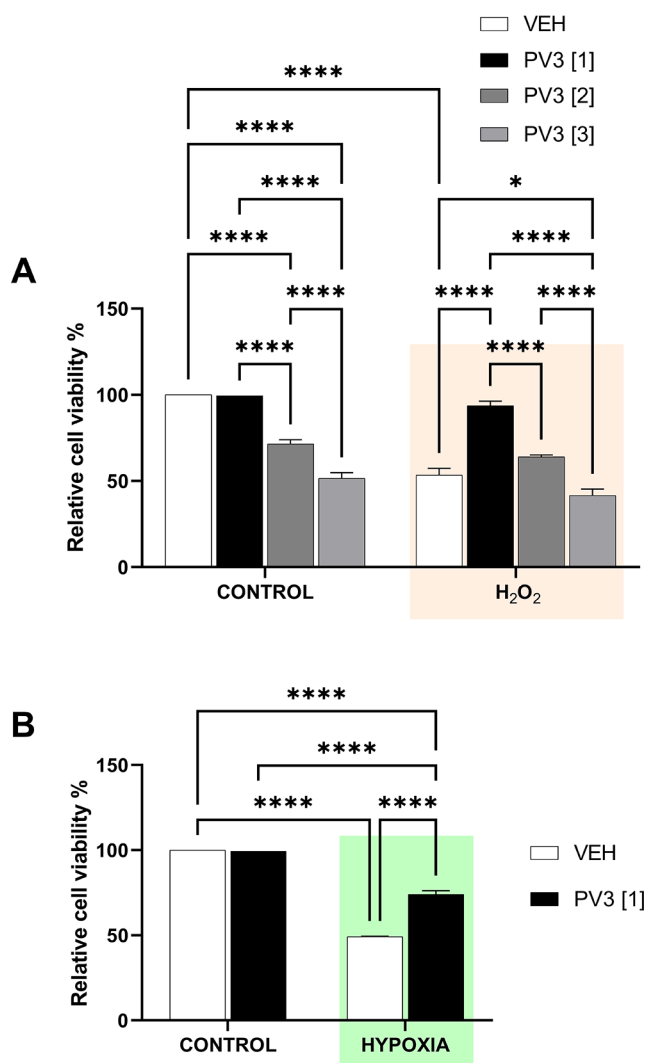 VEH
PV3 [1]
PV3 [2]
PV3 [3]
****
****
****
*
****
****
****
****
****
****
****
A
Relative cell viability %
150
100
50
0
CONTROL
H₂O₂
B
****
****
****
****
Relative cell viability %
150
100
50
0
CONTROL
HYPOXIA
VEH
PV3 [1]